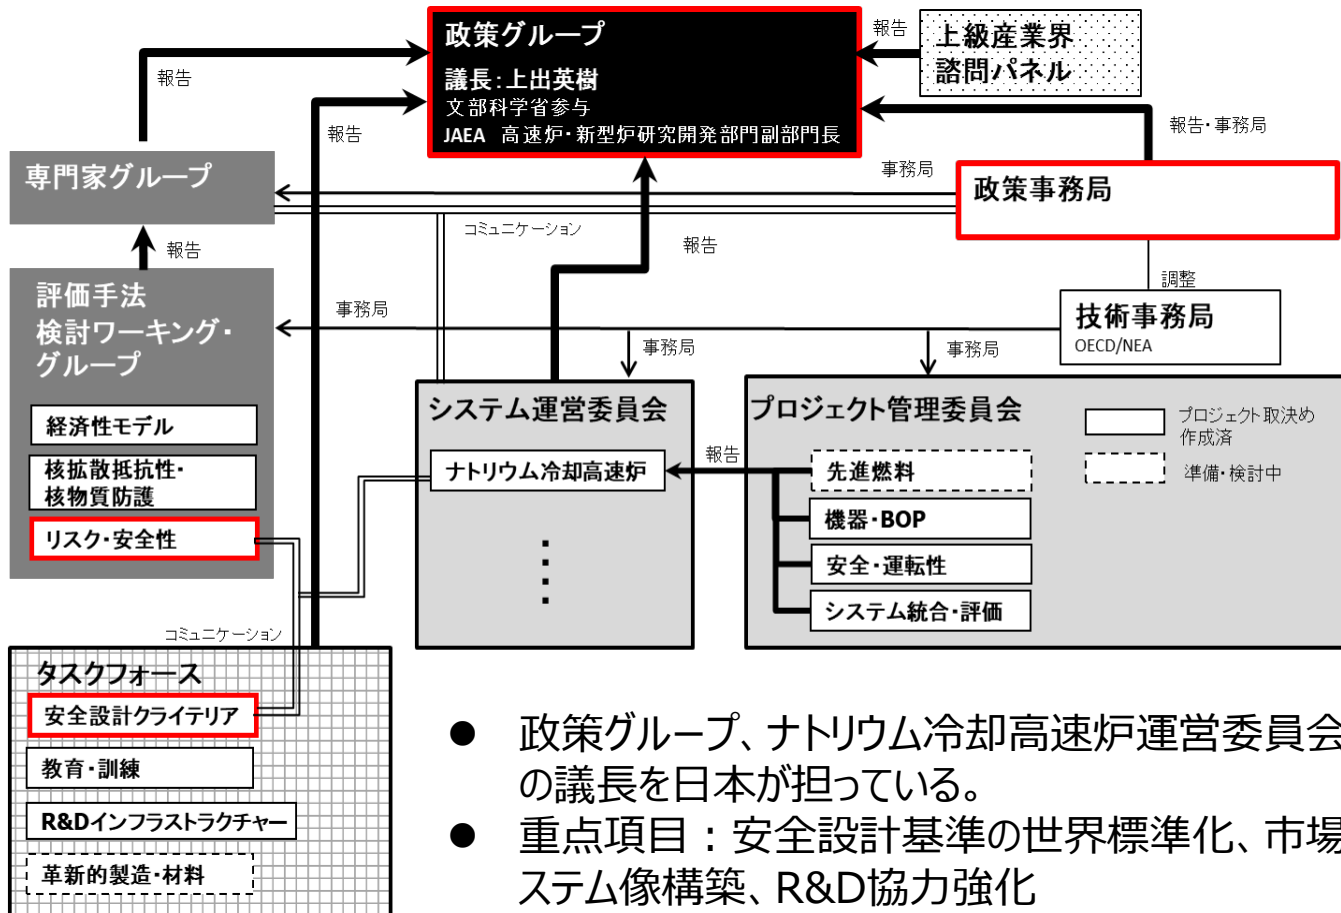 政策グループ
議長：上出英樹
文部科学省参与
JAEA 高速炉・新型炉研究開発部門副部門長
報告
上級産業界
諮問パネル
報告
報告
報告・事務局
専門家グループ
事務局
政策事務局
コミュニケーション
報告
報告
調整
評価手法
検討ワーキング・
グループ
事務局
技術事務局
OECD/NEA
事務局
事務局
経済性モデル
核拡散抵抗性・
核物質防護
リスク・安全性
システム運営委員会
ナトリウム冷却高速炉
報告
プロジェクト管理委員会
先進燃料
機器・BOP
安全・運転性
システム統合・評価
プロジェクト取決め
作成済
準備・検討中
コミュニケーション
タスクフォース
安全設計クライテリア
教育・訓練
R&Dインフラストラクチャー
革新的製造・材料
● 政策グループ、ナトリウム冷却高速炉運営委員会
の議長を日本が担っている。
● 重点項目：安全設計基準の世界標準化、市場
ステム像構築、R&D協力強化